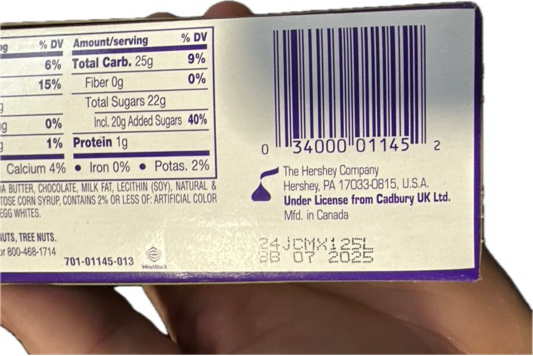 % DV Amount/serving % DV
6% Total Carb. 25g 9%
15% Fiber 0g 0%
Total Sugars 22g
0% Incl. 20g Added Sugars 40%
1% Protein 1g
Calcium 4% • Iron 0% • Potas. 2%
BUTTER, CHOCOLATE, MILK FAT, LECITHIN (SOY), NATURAL &
CORN SYRUP, CONTAINS 2% OR LESS OF: ARTIFICIAL COLOR
EGG WHITES.
TREE NUTS.
800-468-1714
701-01145-013
WestRock
0 34000 01145 2
The Hershey Company
Hershey, PA 17033-0815, U.S.A.
Under License from Cadbury UK Ltd.
Mfd. in Canada
24JCMX125L
BB 07 2025